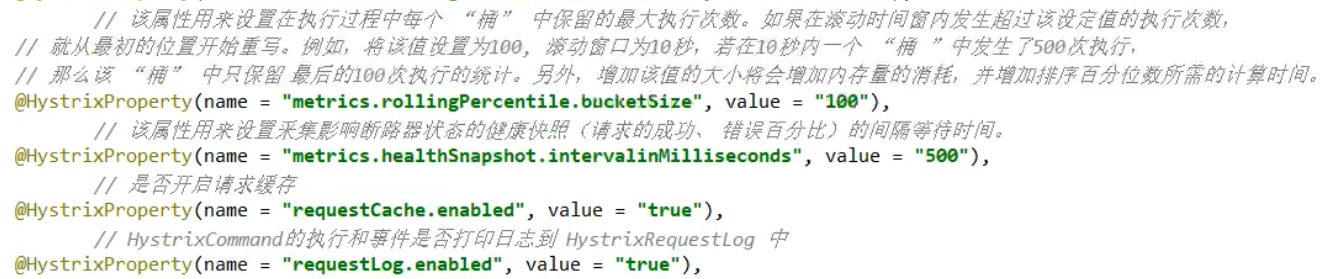 // 该属性用来设置在执行过程中每个 “桶” 中保留的最大执行次数。如果在滚动时间窗内发生超过该设定值的执行次数，
// 就从最初的位置开始重写。例如，将该值设置为100, 滚动窗口为10秒，若在10秒内一个 “桶 ”中发生了500次执行，
// 那么该 “桶” 中只保留 最后的100次执行的统计。另外，增加该值的大小将会增加内存量的消耗，并增加排序百分位数所需的计算时间。
@HystrixProperty(name = "metrics.rollingPercentile.bucketSize", value = "100"),
// 该属性用来设置采集影响断路器状态的健康快照（请求的成功、 错误百分比）的间隔等待时间。
@HystrixProperty(name = "metrics.healthSnapshot.intervalinMilliseconds", value = "500"),
// 是否开启请求缓存
@HystrixProperty(name = "requestCache.enabled", value = "true"),
// HystrixCommand的执行和事件是否打印日志到 HystrixRequestLog 中
@HystrixProperty(name = "requestLog.enabled", value = "true"),